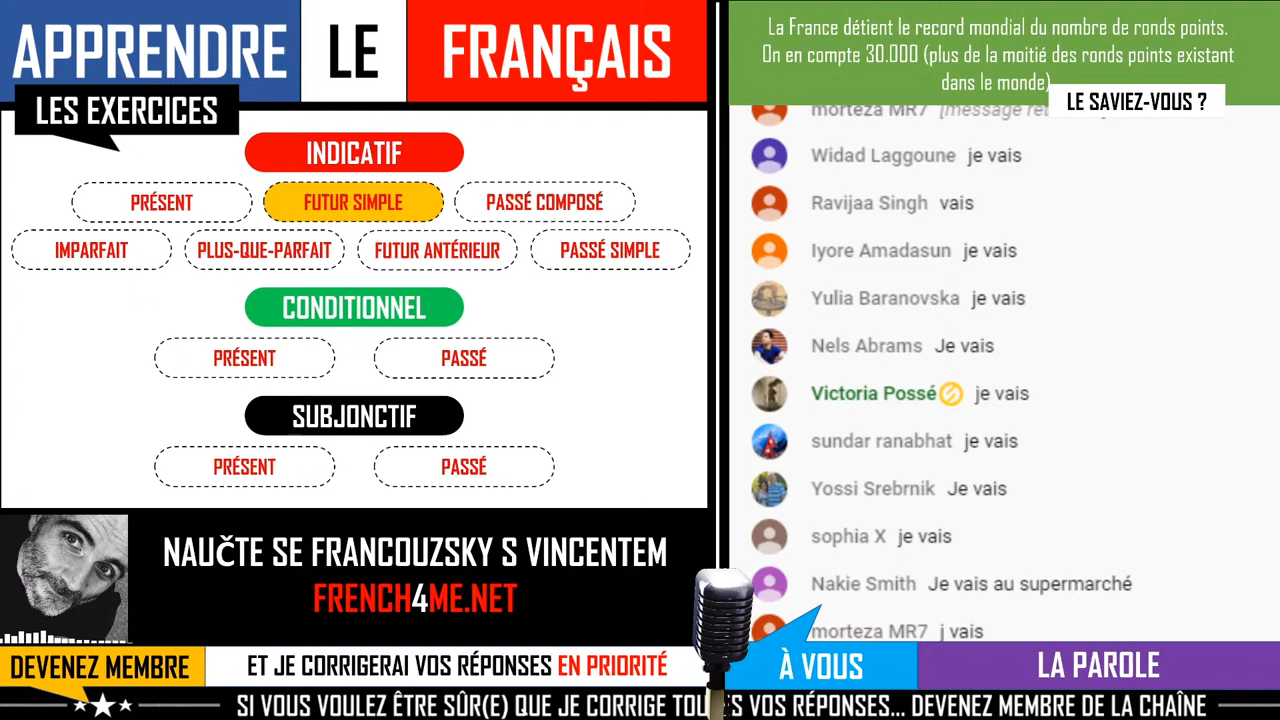 APPRENDRE LE FRANÇAIS
LES EXERCICES
INDICATIF
PRÉSENT
FUTUR SIMPLE
PASSÉ COMPOSÉ
IMPARFAIT
PLUS-QUE-PARFAIT
FUTUR ANTÉRIEUR
PASSÉ SIMPLE
CONDITIONNEL
PRÉSENT
PASSÉ
SUBJONCTIF
PRÉSENT
PASSÉ
NAUČTE SE FRANCOUZSKY S VINCENTEM
FRENCH4ME.NET
DEVENEZ MEMBRE
ET JE CORRIGERAI VOS RÉPONSES EN PRIORITÉ
La France détient le record mondial du nombre de ronds points.
On en compte 30.000 (plus de la moitié des ronds points existant
dans le monde)
LE SAVIEZ-VOUS ?
morteza MR7 [message
Widad Laggoune je vais
Ravijaa Singh vais
Iyore Amadasun je vais
Yulia Baranovska je vais
Nels Abrams Je vais
Victoria Possé je vais
sundar ranabhat je vais
Yossi Srebrnik Je vais
sophia X je vais
Nakie Smith Je vais au supermarché
morteza MR7 j vais
À VOUS
LA PAROLE
SI VOUS VOULEZ ÊTRE SÛR(E) QUE JE CORRIGE VOS RÉPONSES... DEVENEZ MEMBRE DE LA CHAÎNE